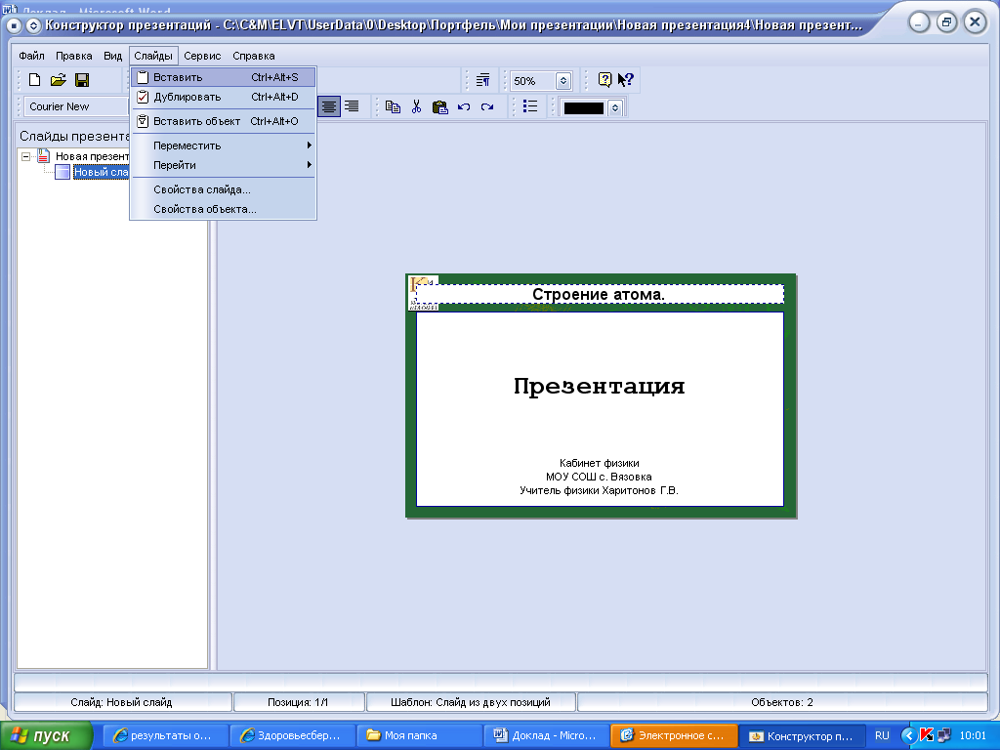 Доклад - Microsoft Word
Конструктор презентаций - C:\C&M\ELVT\UserData\0\Desktop\Портфель\Мои презентации\Новая презентация4\Новая презент...
Файл Правка Вид Слайды Сервис Справка
Вставить Ctrl+Alt+S
50%
Дублировать Ctrl+Alt+D
Courier New
Вставить объект Ctrl+Alt+O
Слайды презента
Переместить
Новая презент
Перейти
Новый сла
Свойства слайда...
Свойства объекта...
Строение атома.
Презентация
Кабинет физики
МОУ СОШ с. Вязовка
Учитель физики Харитонов Г.В.
Слайд: Новый слайд Позиция: 1/1 Шаблон: Слайд из двух позиций Объектов: 2
пуск результаты о... Здоровьесбер... Моя папка Доклад - Micro... Электронное с... Конструктор п... RU 10:01